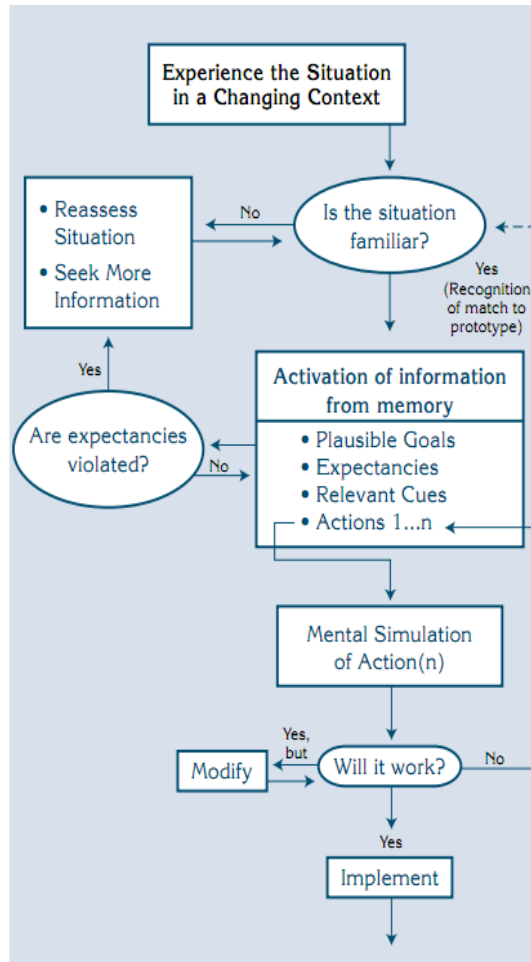 Experience the Situation
in a Changing Context
• Reassess
Situation
• Seek More
Information
No
Is the situation
familiar?
Yes
(Recognition
of match to
prototype)
Yes
Are expectancies
violated?
No
Activation of information
from memory
• Plausible Goals
• Expectancies
• Relevant Cues
• Actions 1...n
Mental Simulation
of Action(n)
Yes,
but
Modify
Will it work?
No
Yes
Implement